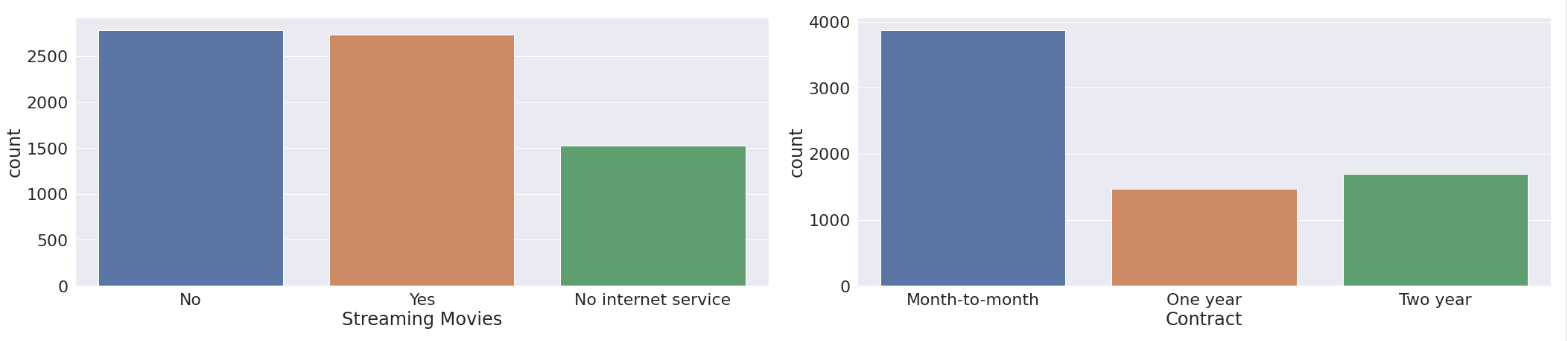 count
2500
2000
1500
1000
500
0
No Yes No internet service
Streaming Movies
count
4000
3000
2000
1000
0
Month-to-month One year Two year
Contract